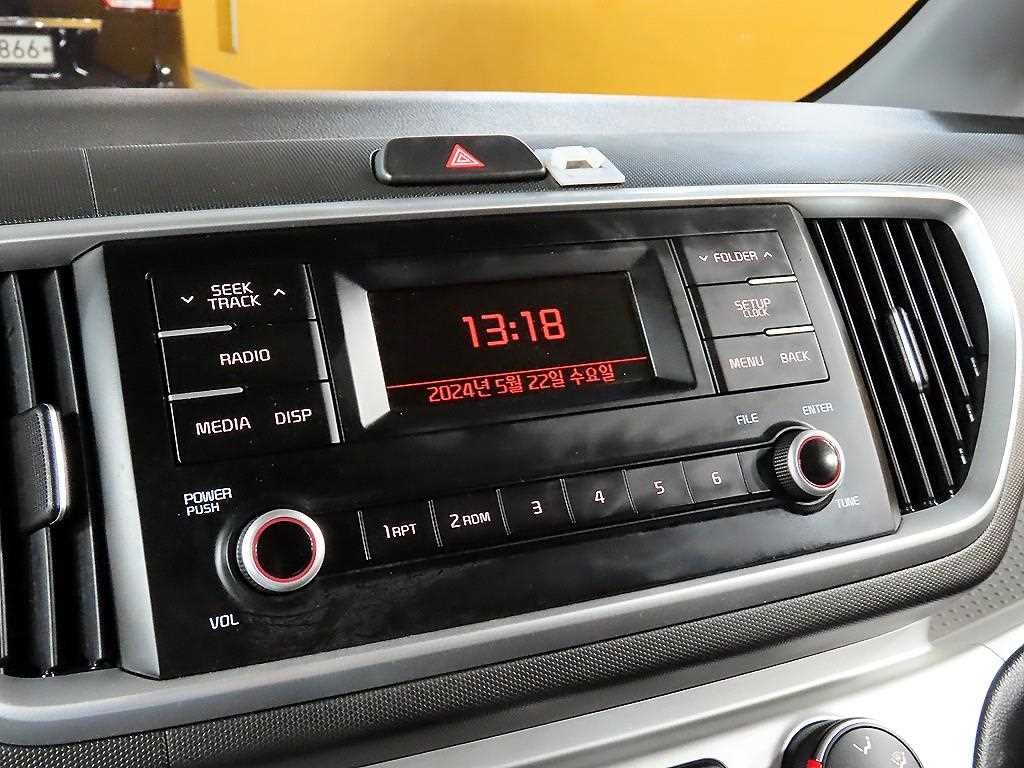 866
SEEK
TRACK
RADIO
MEDIA DISP
13:18
2024년 5월 22일 수요일
FOLDER
SETUP
CLOCK
MENU BACK
FILE
ENTER
POWER
PUSH
1 RPT
2 RDM
3
4
5
6
TUNE
VOL